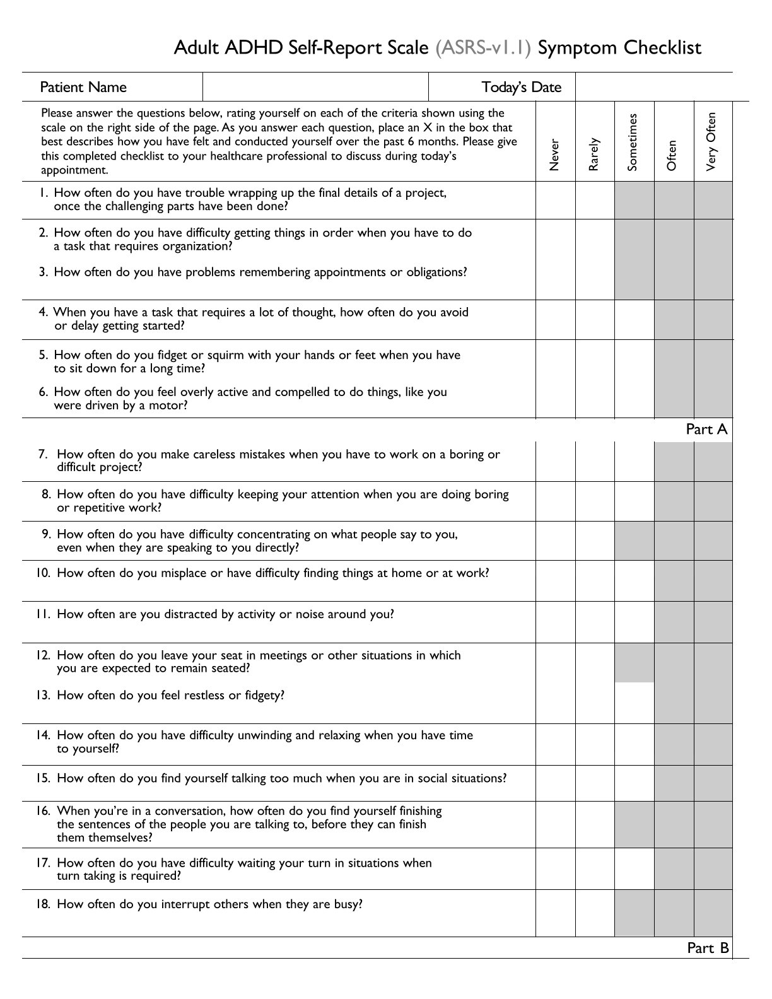 Adult ADHD Self-Report Scale (ASRS-v1.1) Symptom Checklist
Patient Name
Today's Date
Please answer the questions below, rating yourself on each of the criteria shown using the
scale on the right side of the page. As you answer each question, place an X in the box that
best describes how you have felt and conducted yourself over the past 6 months. Please give
this completed checklist to your healthcare professional to discuss during today's
appointment.
Never
Rarely
Sometimes
Often
Very Often
1. How often do you have trouble wrapping up the final details of a project,
once the challenging parts have been done?
2. How often do you have difficulty getting things in order when you have to do
a task that requires organization?
3. How often do you have problems remembering appointments or obligations?
4. When you have a task that requires a lot of thought, how often do you avoid
or delay getting started?
5. How often do you fidget or squirm with your hands or feet when you have
to sit down for a long time?
6. How often do you feel overly active and compelled to do things, like you
were driven by a motor?
Part A
7. How often do you make careless mistakes when you have to work on a boring or
difficult project?
8. How often do you have difficulty keeping your attention when you are doing boring
or repetitive work?
9. How often do you have difficulty concentrating on what people say to you,
even when they are speaking to you directly?
10. How often do you misplace or have difficulty finding things at home or at work?
11. How often are you distracted by activity or noise around you?
12. How often do you leave your seat in meetings or other situations in which
you are expected to remain seated?
13. How often do you feel restless or fidgety?
14. How often do you have difficulty unwinding and relaxing when you have time
to yourself?
15. How often do you find yourself talking too much when you are in social situations?
16. When you're in a conversation, how often do you find yourself finishing
the sentences of the people you are talking to, before they can finish
them themselves?
17. How often do you have difficulty waiting your turn in situations when
turn taking is required?
18. How often do you interrupt others when they are busy?
Part B